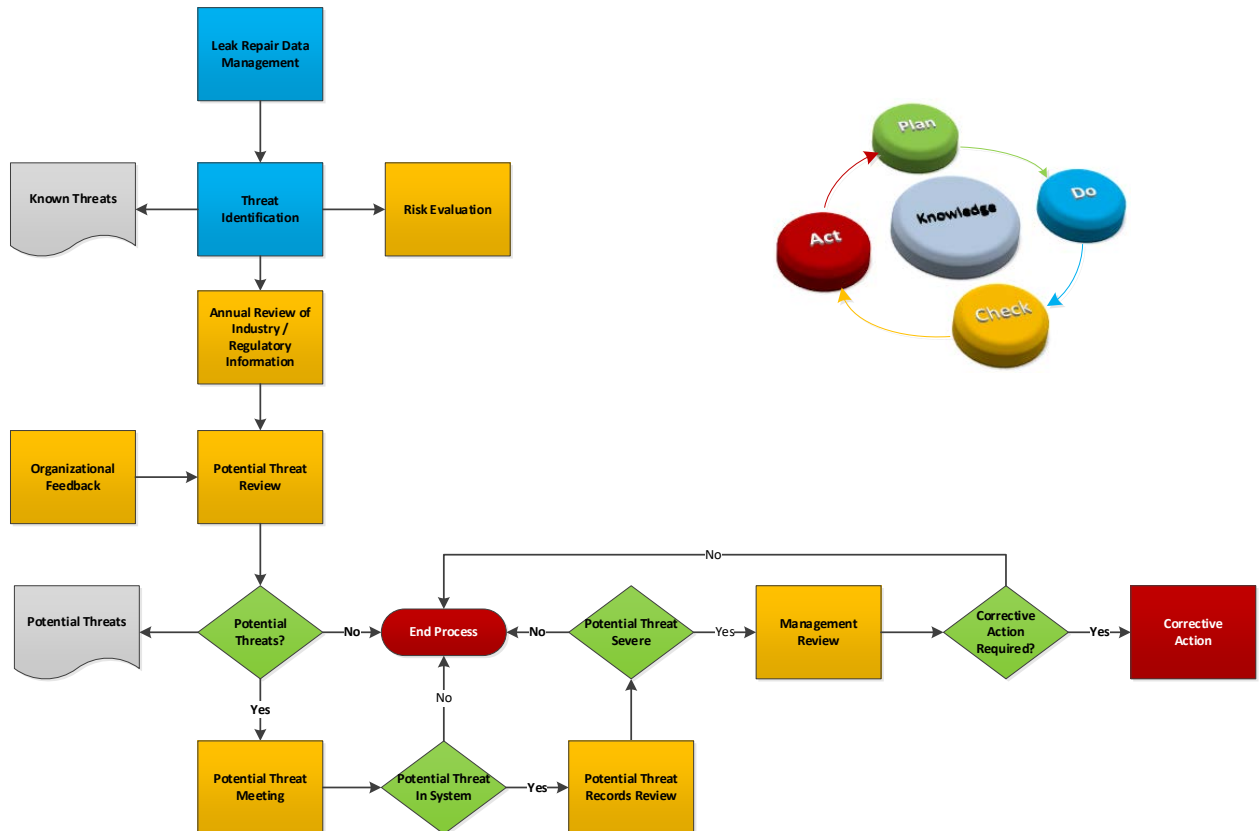 Leak Repair Data
Management
Plan
Do
Knowledge
Act
Check
Known Threats
Threat
Identification
Risk Evaluation
Annual Review of
Industry /
Regulatory
Information
Organizational
Feedback
Potential Threat
Review
No
Potential Threats
Potential
Threats?
No
End Process
No
Potential Threat
Severe
Yes
Management
Review
Corrective
Action
Required?
Yes
Corrective
Action
Yes
No
Potential Threat
Meeting
Potential Threat
In System
Yes
Potential Threat
Records Review